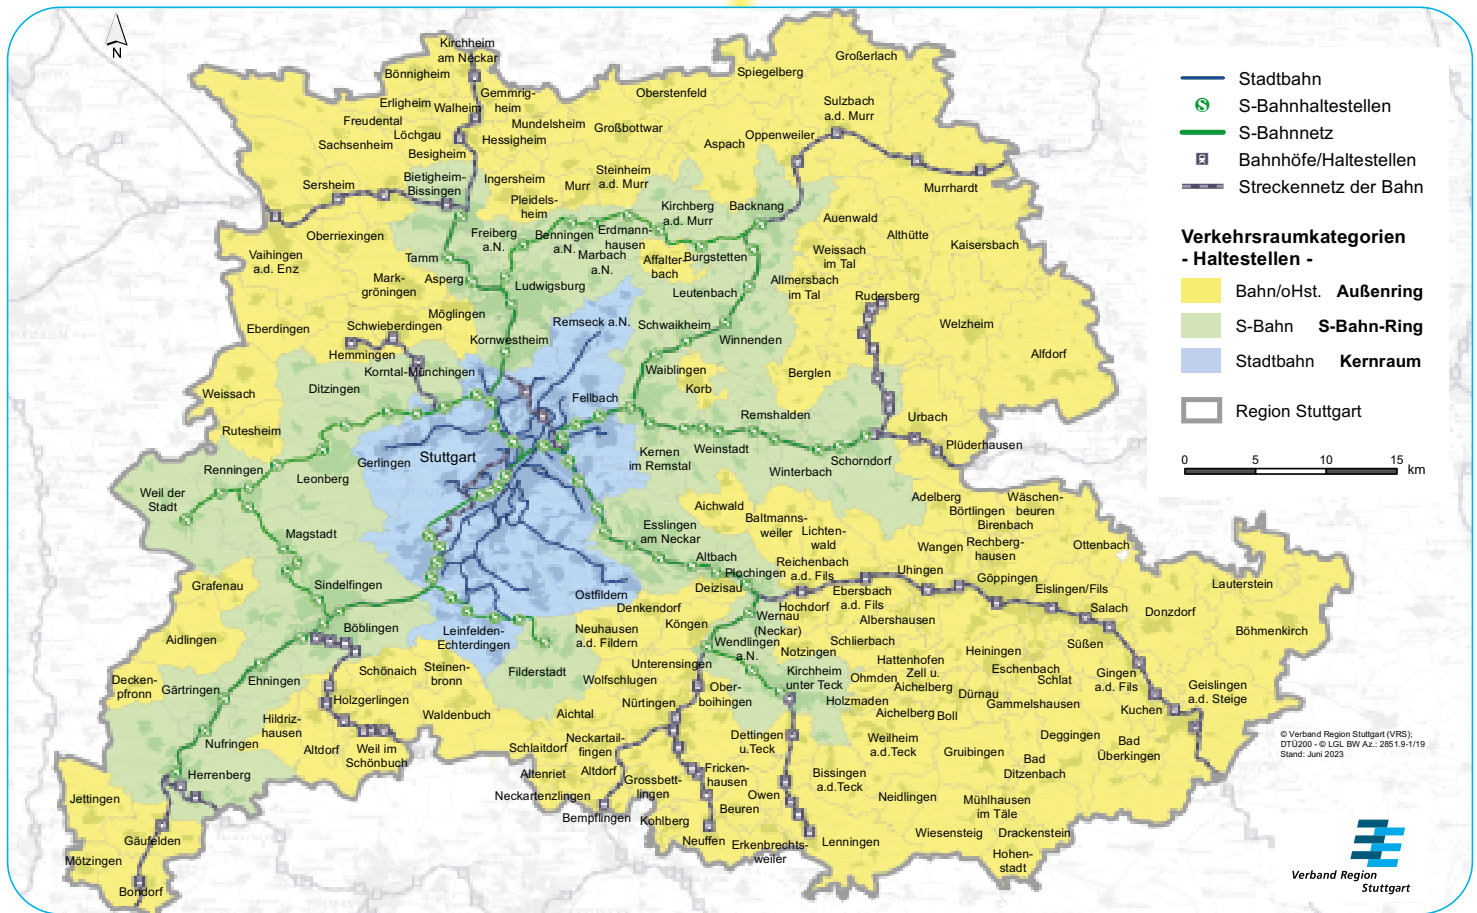 N
Kirchheim
am Neckar
Bönnigheim
Gemmrig-
heim
Erligheim
Walheim
Freudental
Löchgau
Sachsenheim
Besigheim
Hessigheim
Mundelsheim
Großbottwar
Oberstenfeld
Spiegelberg
Großerlach
Sulzbach
a.d. Murr
Oppenweiler
Aspach
Murrhardt
Sersheim
Bietigheim-
Bissingen
Ingersheim
Pleidels-
heim
Murr
Steinheim
a.d. Murr
Kirchberg
a.d. Murr
Backnang
Auenwald
Althütte
Kaisersbach
Weissach
im Tal
Allmersbach
im Tal
Rudersberg
Welzheim
Alfdorf
Oberriexingen
Vaihingen
a.d. Enz
Freiberg
a.N.
Benningen
a.N.
Erdmann-
hausen
Marbach
a.N.
Affalter-
bach
Burgstetten
Tamm
Asperg
Mark-
gröningen
Ludwigsburg
Leutenbach
Möglingen
Remseck a.N.
Schwaikheim
Winnenden
Eberdingen
Schwieberdingen
Hemmingen
Kornwestheim
Korntal-Münchingen
Ditzingen
Weissach
Rutesheim
Waiblingen
Korb
Berglen
Fellbach
Remshalden
Urbach
Plüderhausen
Weinstadt
Kernen
im Remstal
Winterbach
Schorndorf
Gerlingen
Stuttgart
Renningen
Leonberg
Weil der
Stadt
Magstadt
Aichwald
Baltmanns-
weiler
Lichten-
wald
Adelberg
Börtlingen
Wäschen-
beuren
Birenbach
Rechberg-
hausen
Wangen
Ottenbach
Esslingen
am Neckar
Altbach
Plochingen
Deizisau
Reichenbach
a.d. Fils
Uhingen
Göppingen
Eislingen/Fils
Salach
Donzdorf
Lauterstein
Böhmenkirch
Grafenau
Sindelfingen
Aidlingen
Böblingen
Leinfelden-
Echterdingen
Ostfildern
Denkendorf
Neuhausen
a.d. Fildern
Köngen
Wernau
(Neckar)
Hochdorf
Ebersbach
a.d. Fils
Albershausen
Schlierbach
Wendlingen
a.N.
Notzingen
Hattenhofen
Zell u.
Aichelberg
Heiningen
Eschenbach
Schlat
Süßen
Gingen
a.d. Fils
Geislingen
a.d. Steige
Kuchen
Decken-
pfronn
Gärtringen
Ehningen
Schönaich
Steinen-
bronn
Filderstadt
Unterensingen
Wolfschlugen
Kirchheim
unter Teck
Ohmden
Holzmaden
Aichelberg
Dürnau
Gammelshausen
Boll
Hildriz-
hausen
Holzgerlingen
Waldenbuch
Aichtal
Nürtingen
Ober-
boihingen
Nufringen
Altdorf
Weil im
Schönbuch
Schlaitdorf
Neckartail-
fingen
Dettingen
u.Teck
Weilheim
a.d.Teck
Gruibingen
Deggingen
Bad
Überkingen
Bad
Ditzenbach
Herrenberg
Altenriet
Altdorf
Neckartenzlingen
Grossbett-
lingen
Fricken-
hausen
Bissingen
a.d.Teck
Neidlingen
Mühlhausen
im Täle
Jettingen
Bempflingen
Kohlberg
Beuren
Owen
Neuffen
Erkenbrechts-
weiler
Lenningen
Wiesensteig
Drackenstein
Hohen-
stadt
Gäufelden
Mötzingen
Bondorf
Stadtbahn
S-Bahnhaltestellen
S-Bahnnetz
Bahnhöfe/Haltestellen
Streckennetz der Bahn
Verkehrsraumkategorien
- Haltestellen -
Bahn/oHst. Außenring
S-Bahn S-Bahn-Ring
Stadtbahn Kernraum
Region Stuttgart
0 5 10 15 km
© Verband Region Stuttgart (VRS);
DTÜ200 - © LGL BW Az.: 2851.9-1/19
Stand: Juni 2023
Verband Region
Stuttgart